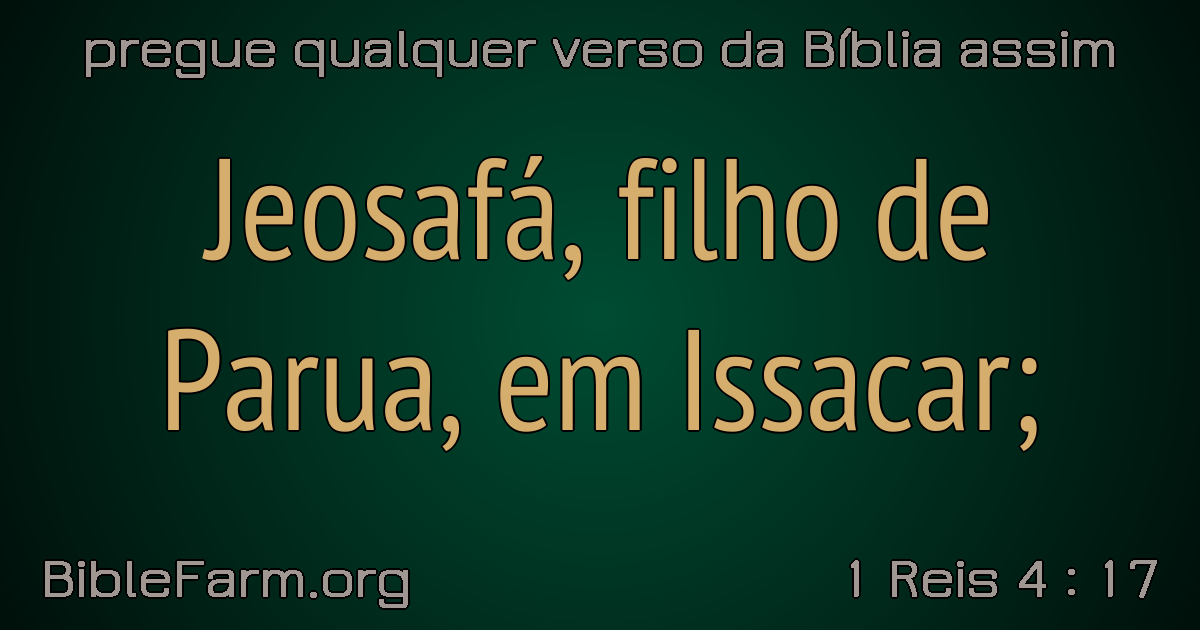 pregue qualquer verso da Bíblia assim
Jeosafá, filho de
Parua, em Issacar;
BibleFarm.org
1 Reis 4 : 17